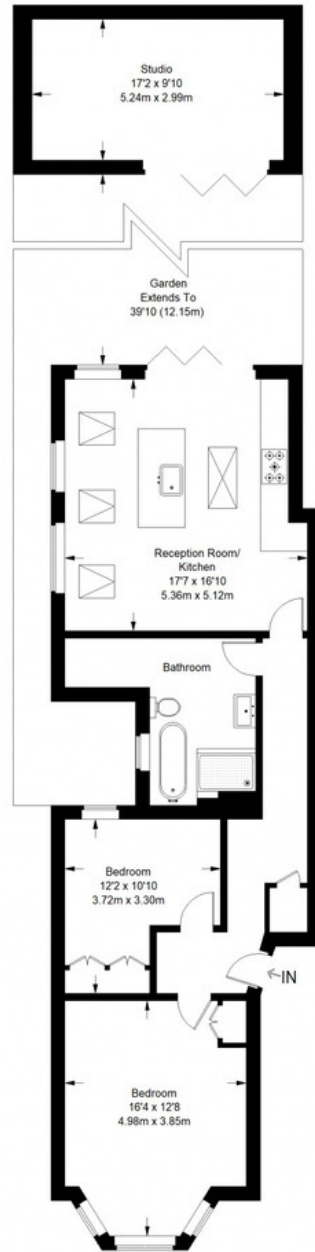 Studio
17'2 x 9'10
5.24m x 2.99m
Garden
Extends To
39'10 (12.15m)
Reception Room/
Kitchen
17'7 x 16'10
5.36m x 5.12m
Bathroom
Bedroom
12'2 x 10'10
3.72m x 3.30m
IN
Bedroom
16'4 x 12'8
4.98m x 3.85m